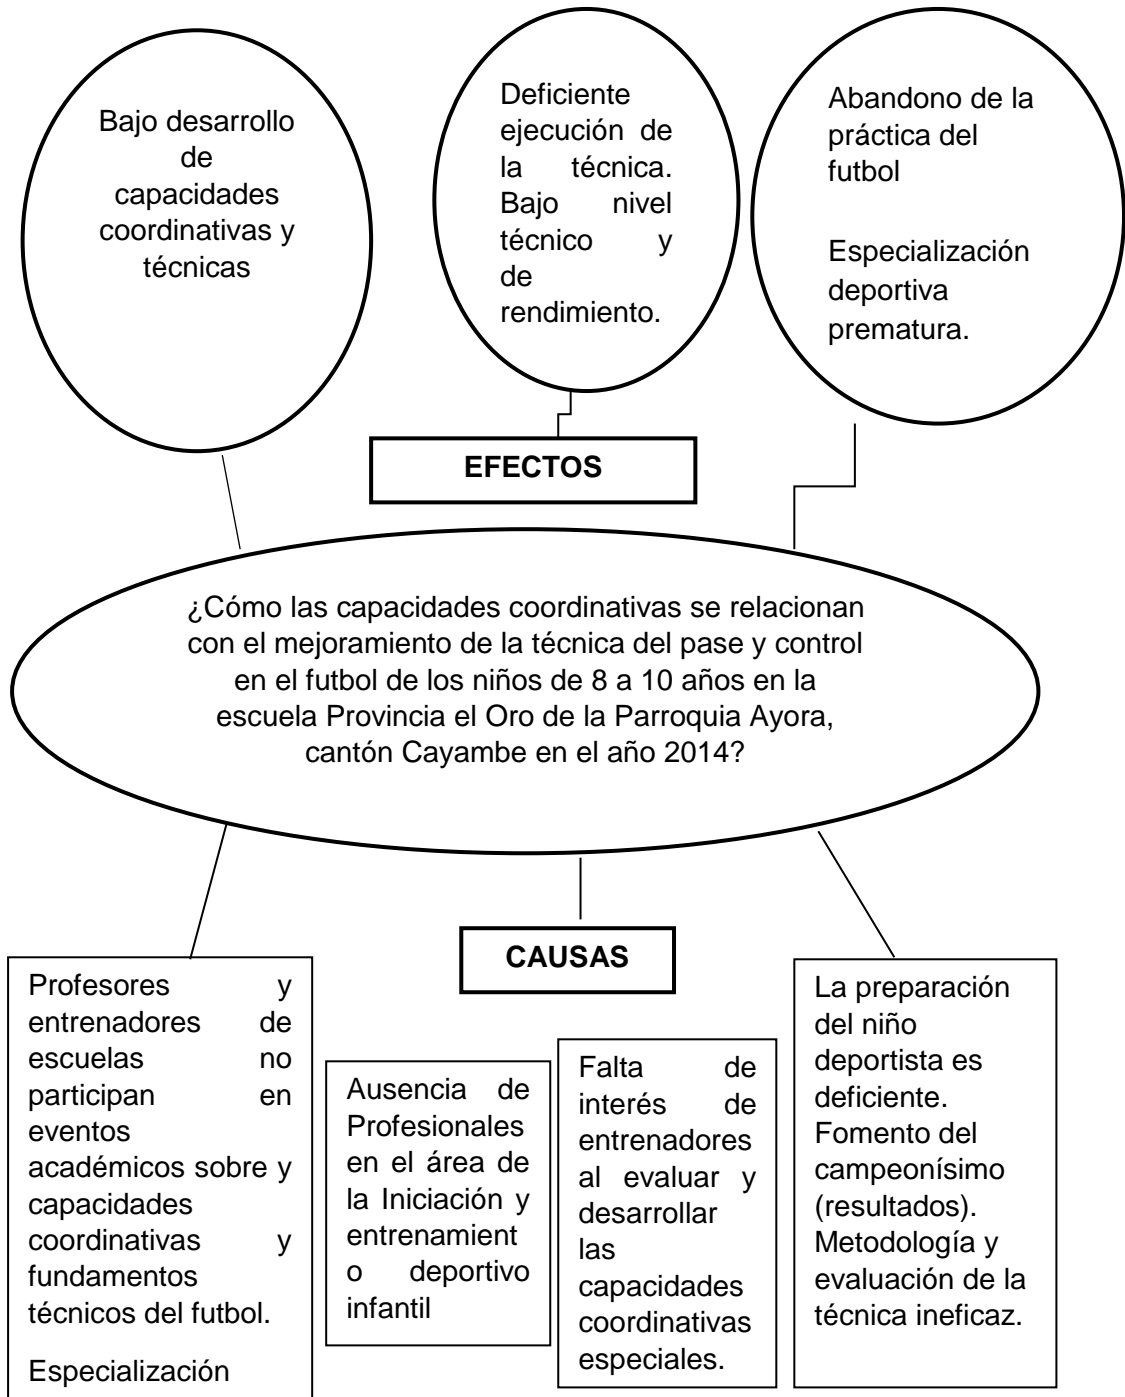 Bajo desarrollo
de
capacidades
coordinativas y
técnicas
Deficiente
ejecución de
la técnica.
Bajo nivel
técnico y
de
rendimiento.
Abandono de la
práctica del
futbol
Especialización
deportiva
prematura.
EFECTOS
¿Cómo las capacidades coordinativas se relacionan
con el mejoramiento de la técnica del pase y control
en el futbol de los niños de 8 a 10 años en la
escuela Provincia el Oro de la Parroquia Ayora,
cantón Cayambe en el año 2014?
CAUSAS
Profesores y
entrenadores de
escuelas no
participan en
eventos
académicos sobre y
capacidades
coordinativas y
fundamentos
técnicos del futbol.
Especialización
Ausencia de
Profesionales
en el área de
la Iniciación y
entrenamient
o deportivo
infantil
Falta de
interés de
entrenadores
al evaluar y
desarrollar
las
capacidades
coordinativas
especiales.
La preparación
del niño
deportista es
deficiente.
Fomento del
campeonísimo
(resultados).
Metodología y
evaluación de la
técnica ineficaz.